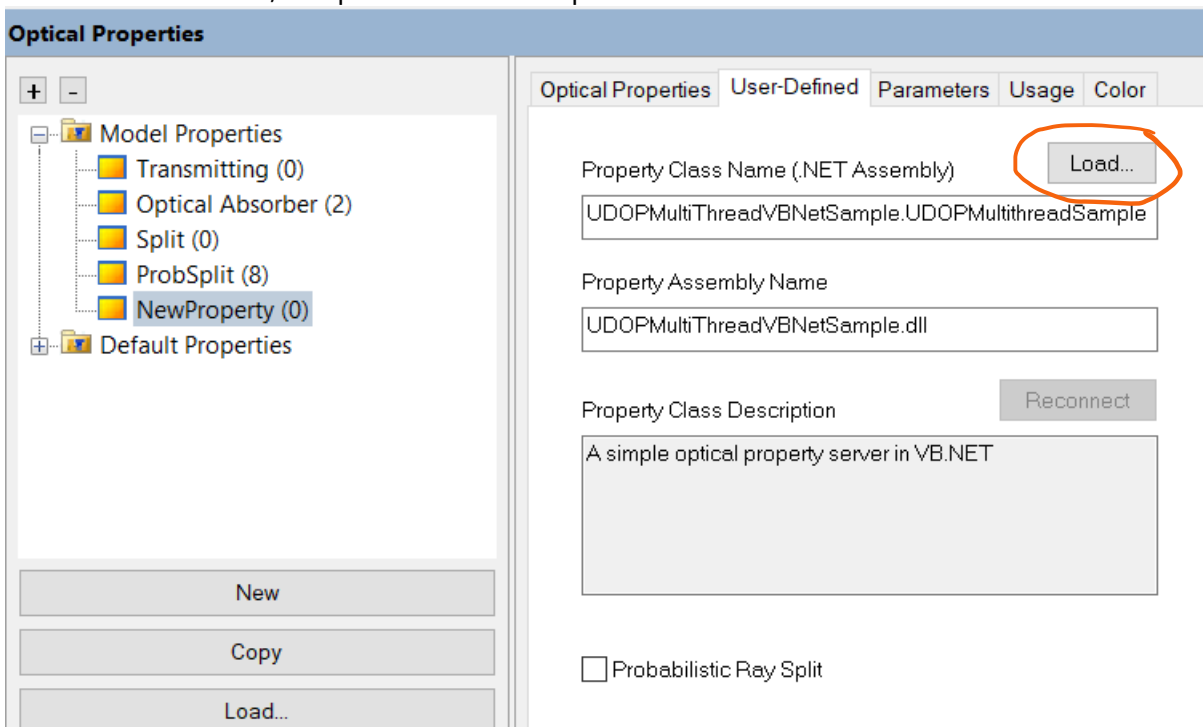 Optical Properties
+ -
Model Properties
Transmitting (0)
Optical Absorber (2)
Split (0)
ProbSplit (8)
NewProperty (0)
Default Properties
New
Copy
Load...
Optical Properties User-Defined Parameters Usage Color
Property Class Name (.NET Assembly) Load...
UDOPMultiThreadVBNetSample.UDOPMultithreadSample
Property Assembly Name
UDOPMultiThreadVBNetSample.dll
Property Class Description Reconnect
A simple optical property server in VB.NET
Probabilistic Ray Split